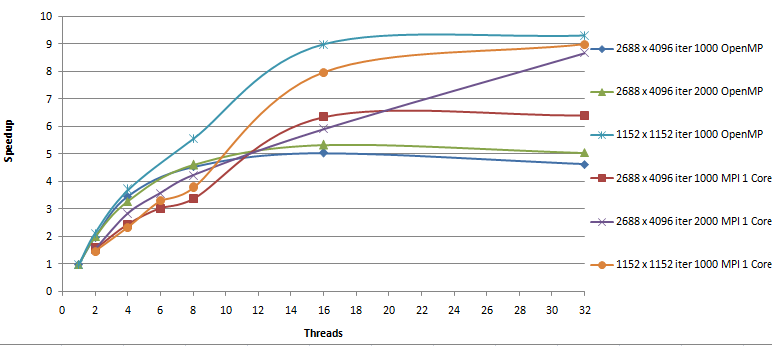 10
9
8
7
6
5
4
3
2
1
0
Speedup
0 2 4 6 8 10 12 14 16 18 20 22 24 26 28 30 32
Threads
2688 x 4096 iter 1000 OpenMP
2688 x 4096 iter 2000 OpenMP
1152 x 1152 iter 1000 OpenMP
2688 x 4096 iter 1000 MPI 1 Core
2688 x 4096 iter 2000 MPI 1 Core
1152 x 1152 iter 1000 MPI 1 Core